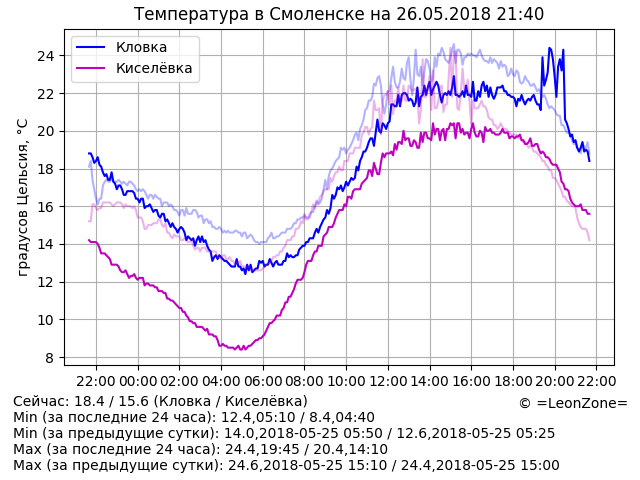 Температура в Смоленске на 26.05.2018 21:40
градусов Цельсия, °C
24
22
20
18
16
14
12
10
8
Кловка
Киселёвка
22:00 00:00 02:00 04:00 06:00 08:00 10:00 12:00 14:00 16:00 18:00 20:00 22:00
Сейчас: 18.4 / 15.6 (Кловка / Киселёвка)
© =LeonZone=
Min (за последние 24 часа): 12.4,05:10 / 8.4,04:40
Min (за предыдущие сутки): 14.0,2018-05-25 05:50 / 12.6,2018-05-25 05:25
Max (за последние 24 часа): 24.4,19:45 / 20.4,14:10
Max (за предыдущие сутки): 24.6,2018-05-25 15:10 / 24.4,2018-05-25 15:00